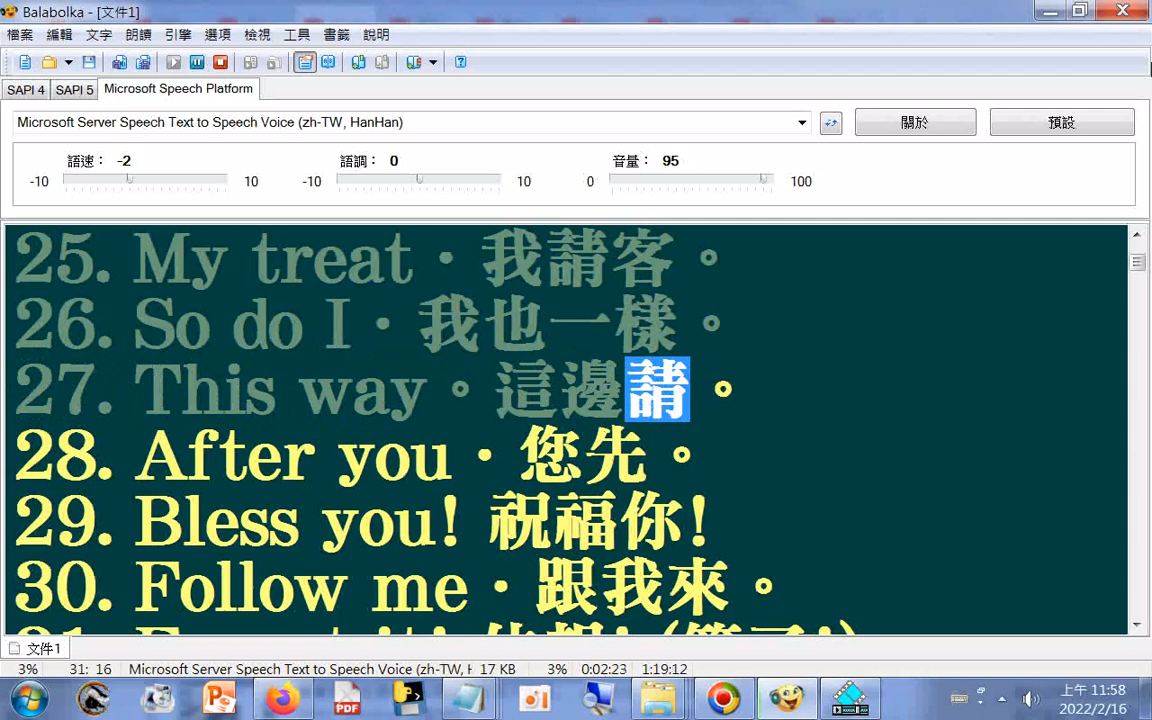 Balabolka - [文件1]
檔案 編輯 文字 朗讀 引擎 選項 檢視 工具 書籤 說明
SAPI 4 SAPI 5 Microsoft Speech Platform
Microsoft Server Speech Text to Speech Voice (zh-TW, HanHan) 關於 預設
語速： -2 語調： 0 音量： 95
-10 10 -10 10 0 100
25. My treat．我請客。
26. So do I．我也一樣。
27. This way。這邊請。
28. After you．您先。
29. Bless you! 祝福你!
30. Follow me．跟我來。
文件1
3% 31: 16 Microsoft Server Speech Text to Speech Voice (zh-TW, H 17 KB 3% 0:02:23 1:19:12
PDF
上午 11:58
2022/2/16